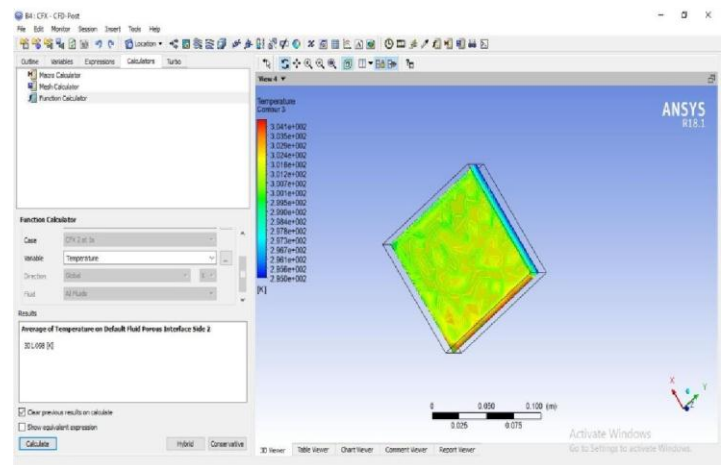 B4 : CFX - CFD-Post
File Edit Monitor Session Insert Tools Help
Location
Outline Variables Expressions Calculators Turbo
Macro Calculator
Mesh Calculator
Function Calculator
Function Calculator
Case CFX 2 at 3s
Variable Temperature
Direction Global X
Fluid All Fluids
Results
Average of Temperature on Default Fluid Porous Interface Side 2
301.098 [K]
Clear previous results on calculate
Show equivalent expression
Calculate Hybrid Conservative
View 4
Temperature
Contour 3
3.041e+002
3.035e+002
3.029e+002
3.024e+002
3.018e+002
3.012e+002
3.007e+002
3.001e+002
2.995e+002
2.990e+002
2.984e+002
2.978e+002
2.973e+002
2.967e+002
2.961e+002
2.956e+002
2.950e+002
[K]
ANSYS
R18.1
0 0.050 0.100 (m)
0.025 0.075
X Y Z
Activate Windows
Go to Settings to activate Windows.
3D Viewer Table Viewer Chart Viewer Comment Viewer Report Viewer